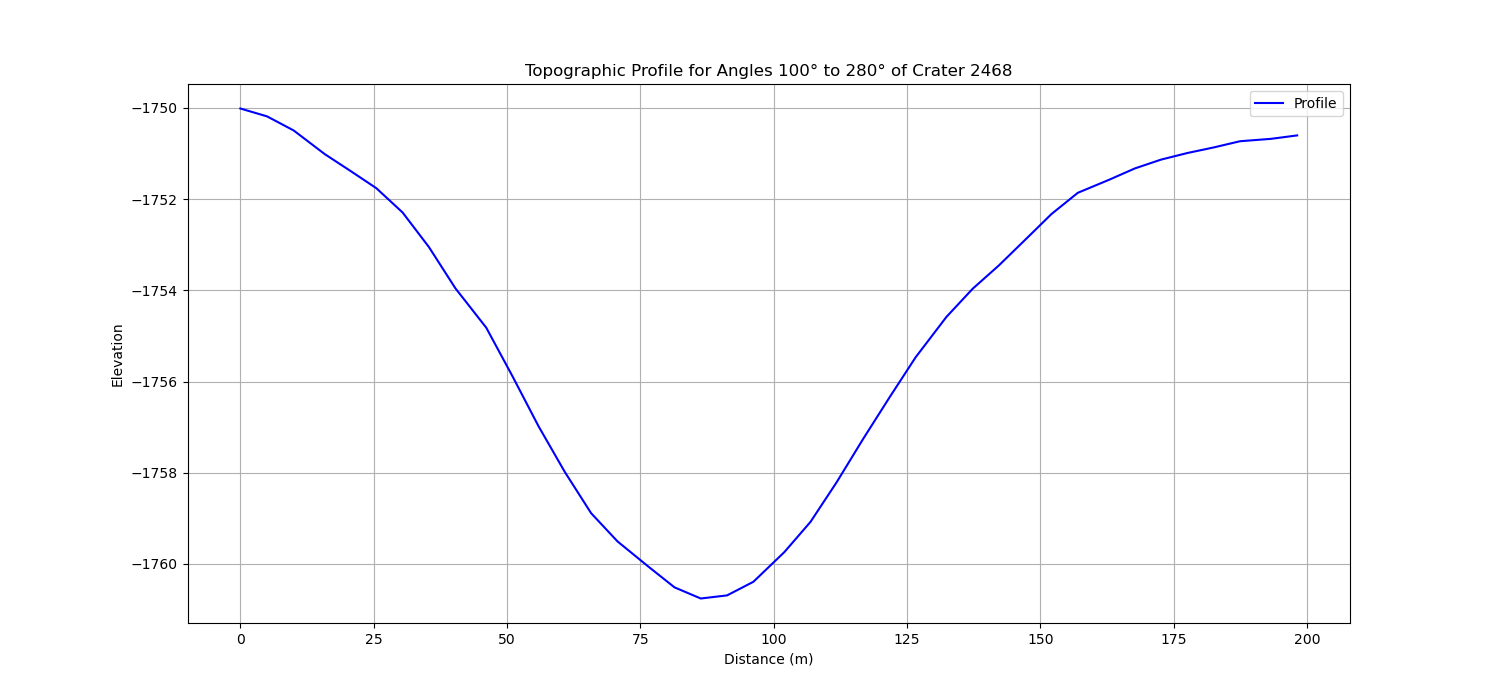 Topographic Profile for Angles 100° to 280° of Crater 2468
Profile
−1750
−1752
−1754
−1756
−1758
−1760
Elevation
0 25 50 75 100 125 150 175 200
Distance (m)